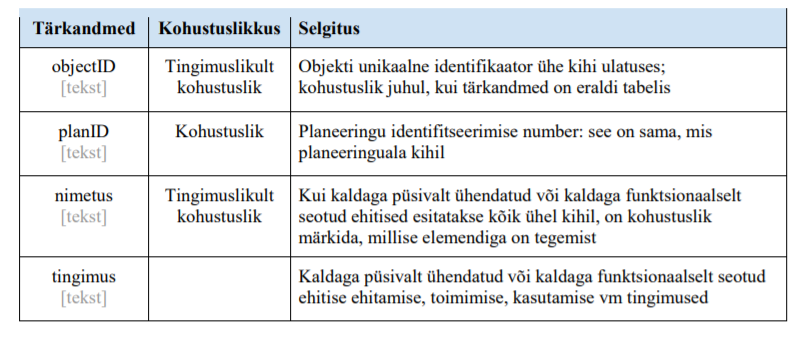 Tärkandmed Kohustuslikkus Selgitus
objectID Tingimuslikult Objekti unikaalne identifikaator ühe kihi ulatuses;
[tekst] kohustuslik kohustuslik juhul, kui tärkandmed on eraldi tabelis
planID Kohustuslik Planeeringu identifitseerimise number: see on sama, mis
[tekst] planeeringuala kihil
nimetus Tingimuslikult Kui kaldaga püsivalt ühendatud või kaldaga funktsionaalselt
[tekst] kohustuslik seotud ehitised esitatakse kõik ühel kihil, on kohustuslik
märkida, millise elemendiga on tegemist
tingimus Kaldaga püsivalt ühendatud või kaldaga funktsionaalselt seotud
[tekst] ehitise ehitamise, toimimise, kasutamise vm tingimused